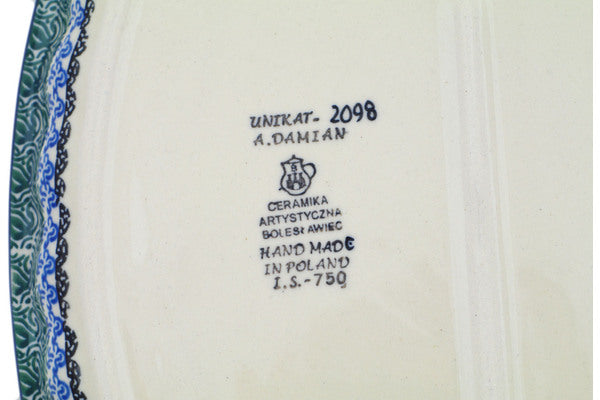 UNIKAT- 2098
A.DAMIAN
CERAMIKA
ARTYSTYCZNA
BOLESŁAWIEC
HAND MADE
IN POLAND
I.S.-750